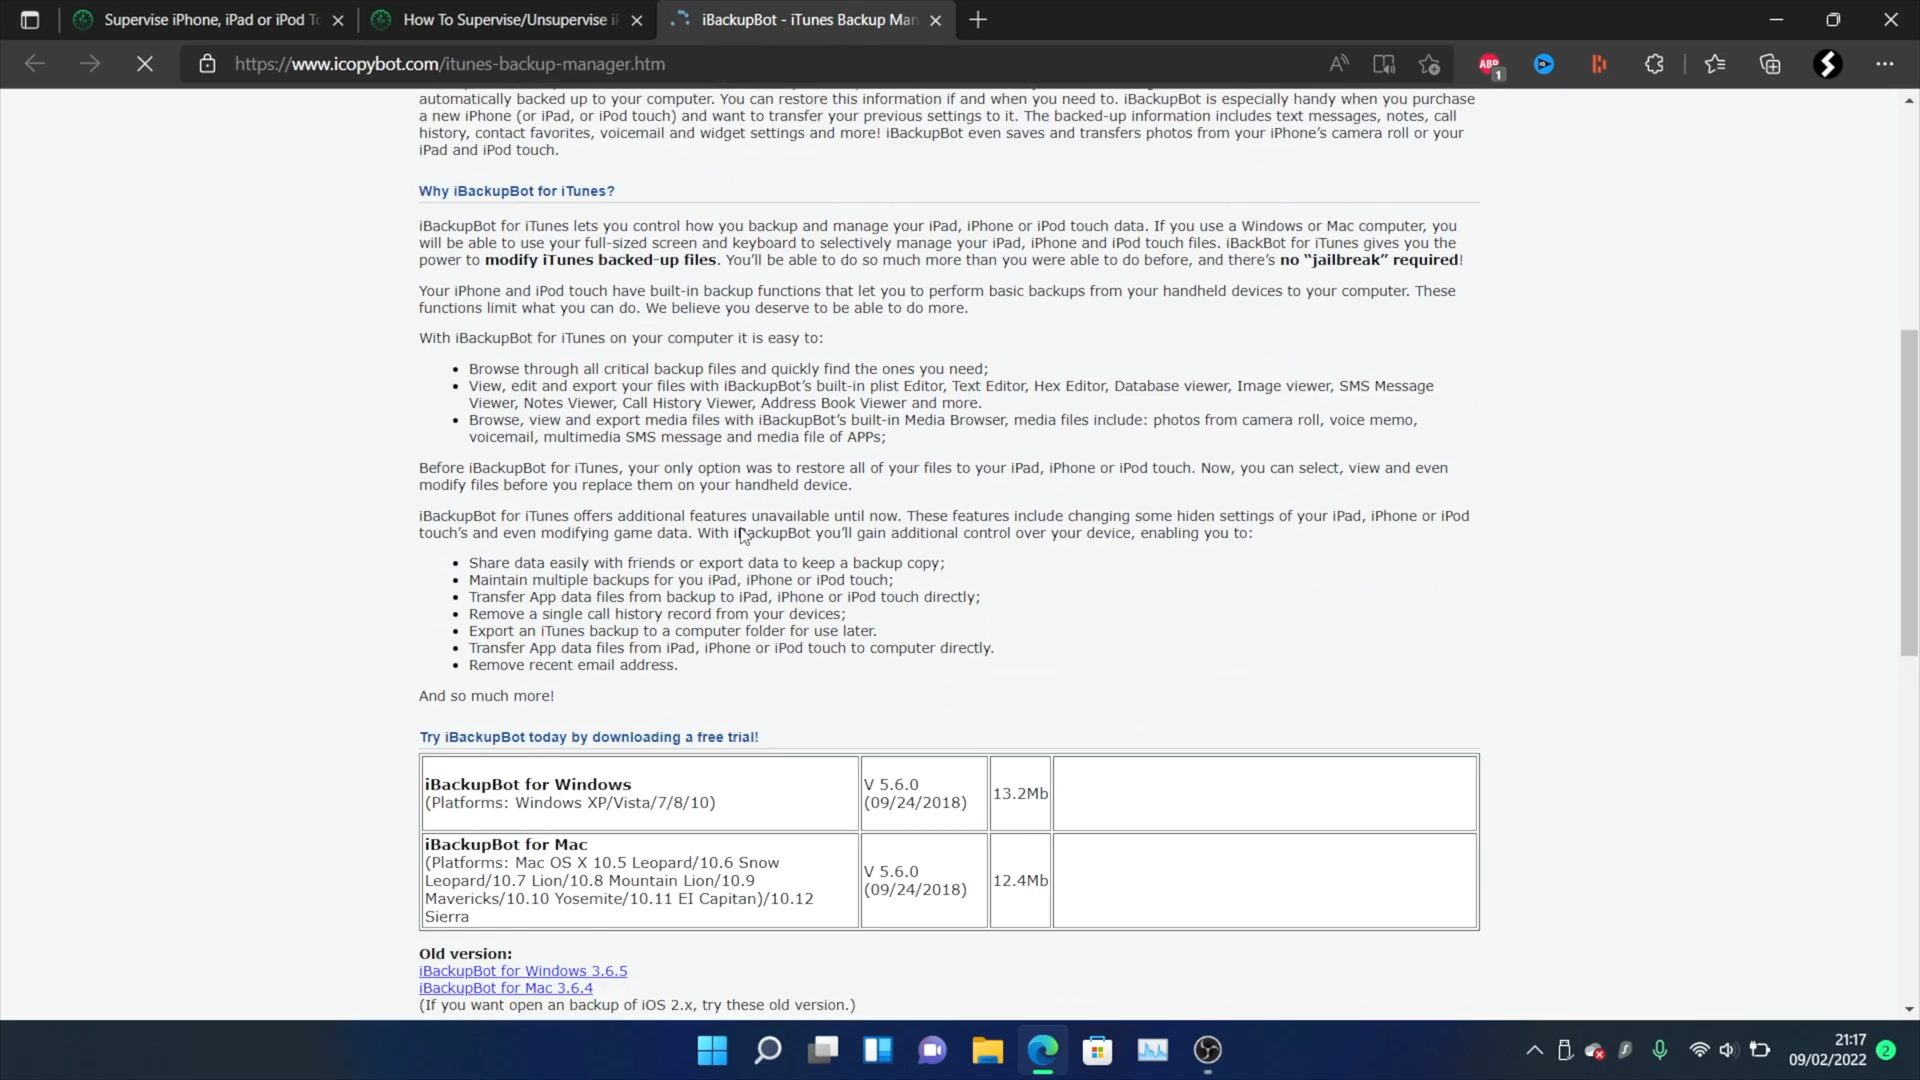 Supervise iPhone, iPad or iPod To
How To Supervise/Unsupervise iP
iBackupBot - iTunes Backup Man
https://www.icopybot.com/itunes-backup-manager.htm
ABP
1
automatically backed up to your computer. You can restore this information if and when you need to. iBackupBot is especially handy when you purchase
a new iPhone (or iPad, or iPod touch) and want to transfer your previous settings to it. The backed-up information includes text messages, notes, call
history, contact favorites, voicemail and widget settings and more! iBackupBot even saves and transfers photos from your iPhone’s camera roll or your
iPad and iPod touch.
Why iBackupBot for iTunes?
iBackupBot for iTunes lets you control how you backup and manage your iPad, iPhone or iPod touch data. If you use a Windows or Mac computer, you
will be able to use your full-sized screen and keyboard to selectively manage your iPad, iPhone and iPod touch files. iBackBot for iTunes gives you the
power to modify iTunes backed-up files. You’ll be able to do so much more than you were able to do before, and there’s no “jailbreak” required!
Your iPhone and iPod touch have built-in backup functions that let you to perform basic backups from your handheld devices to your computer. These
functions limit what you can do. We believe you deserve to be able to do more.
With iBackupBot for iTunes on your computer it is easy to:
• Browse through all critical backup files and quickly find the ones you need;
• View, edit and export your files with iBackupBot’s built-in plist Editor, Text Editor, Hex Editor, Database viewer, Image viewer, SMS Message
Viewer, Notes Viewer, Call History Viewer, Address Book Viewer and more.
• Browse, view and export media files with iBackupBot’s built-in Media Browser, media files include: photos from camera roll, voice memo,
voicemail, multimedia SMS message and media file of APPs;
Before iBackupBot for iTunes, your only option was to restore all of your files to your iPad, iPhone or iPod touch. Now, you can select, view and even
modify files before you replace them on your handheld device.
iBackupBot for iTunes offers additional features unavailable until now. These features include changing some hiden settings of your iPad, iPhone or iPod
touch’s and even modifying game data. With iBackupBot you’ll gain additional control over your device, enabling you to:
• Share data easily with friends or export data to keep a backup copy;
• Maintain multiple backups for you iPad, iPhone or iPod touch;
• Transfer App data files from backup to iPad, iPhone or iPod touch directly;
• Remove a single call history record from your devices;
• Export an iTunes backup to a computer folder for use later.
• Transfer App data files from iPad, iPhone or iPod touch to computer directly.
• Remove recent email address.
And so much more!
Try iBackupBot today by downloading a free trial!
iBackupBot for Windows
(Platforms: Windows XP/Vista/7/8/10)
V 5.6.0
(09/24/2018)
13.2Mb
iBackupBot for Mac
(Platforms: Mac OS X 10.5 Leopard/10.6 Snow
Leopard/10.7 Lion/10.8 Mountain Lion/10.9
Mavericks/10.10 Yosemite/10.11 EI Capitan)/10.12
Sierra
V 5.6.0
(09/24/2018)
12.4Mb
Old version:
iBackupBot for Windows 3.6.5
iBackupBot for Mac 3.6.4
(If you want open an backup of iOS 2.x, try these old version.)
21:17
09/02/2022
2